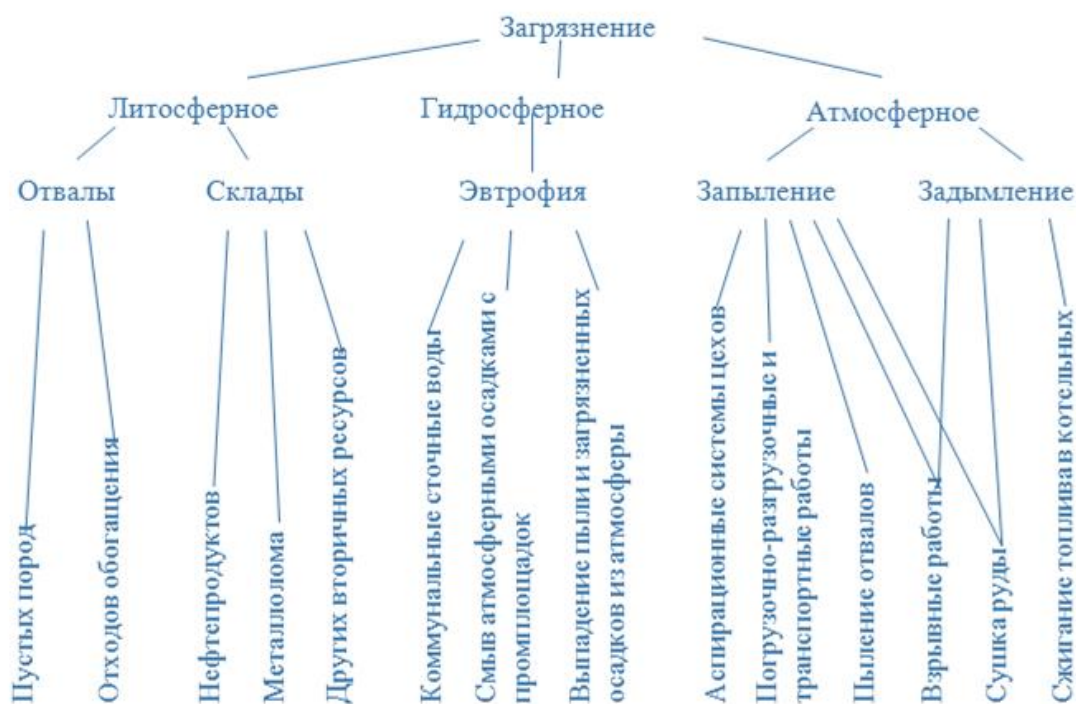 Загрязнение
Литосферное
Гидросферное
Атмосферное
Отвалы
Склады
Эвтрофия
Запыление
Задымление
Пустых пород
Отходов обогащения
Нефтепродуктов
Металлолома
Других вторичных ресурсов
Коммунальные сточные воды
Смыв атмосферными осадками с
промплощадок
Выпадение пыли и загрязненных
осадков из атмосферы
Аспирационные системы цехов
Погрузочно-разгрузочные и
транспортные работы
Пыление отвалов
Взрывные работы
Сушка руды
Сжигание топлива в котельных